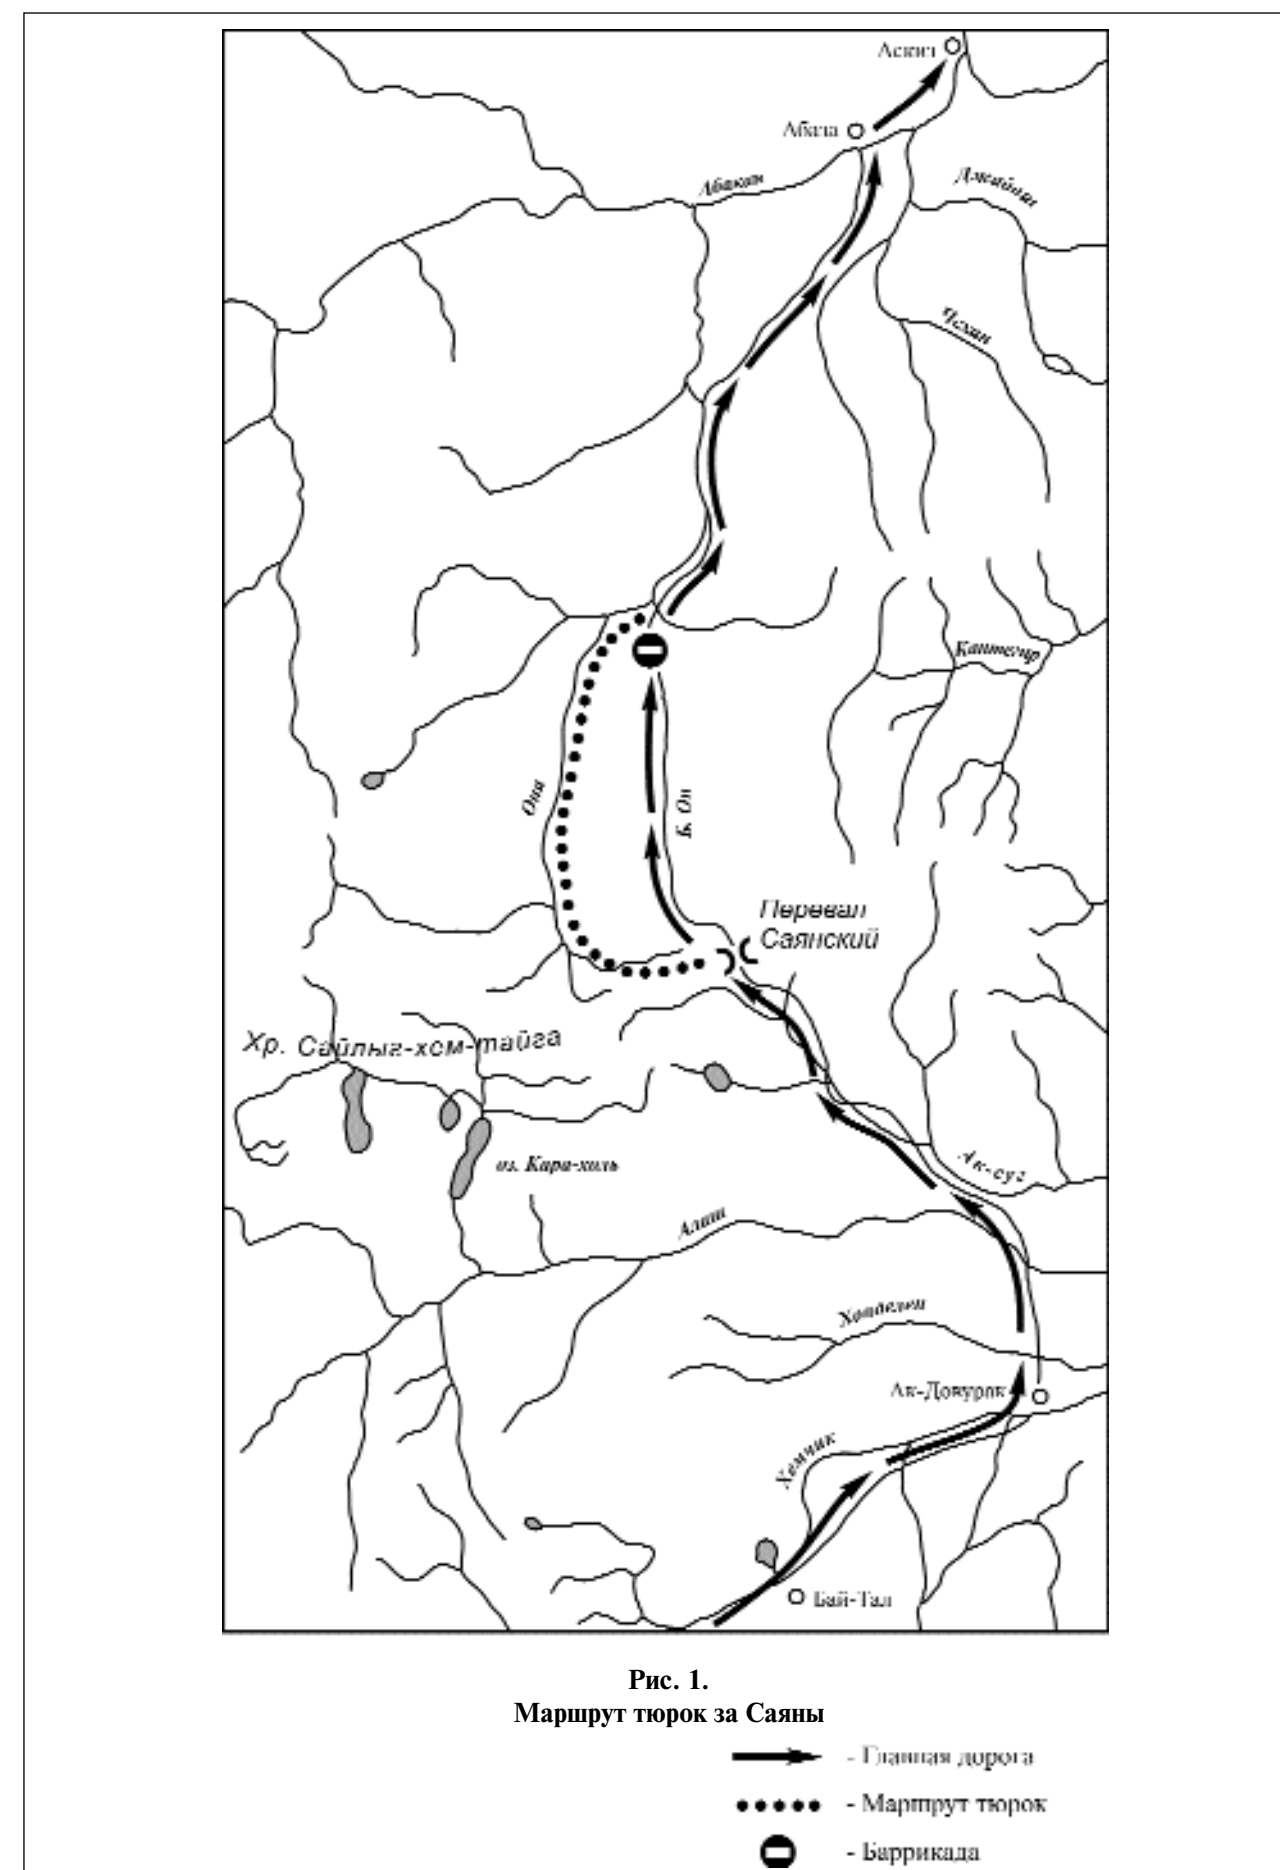 Аскиз
Абаза
Абакан
Джебаш
Чехан
Кантегир
Она
Б. Он
Перевал
Саянский
Хр. Сайлыг-хем-тайга
оз. Кара-холь
Ак-суг
Алаш
Ак-Довурак
Хемчик
Бай-Тал
Рис. 1.
Маршрут тюрок за Саяны
- Главная дорога
- Маршрут тюрок
- Баррикада